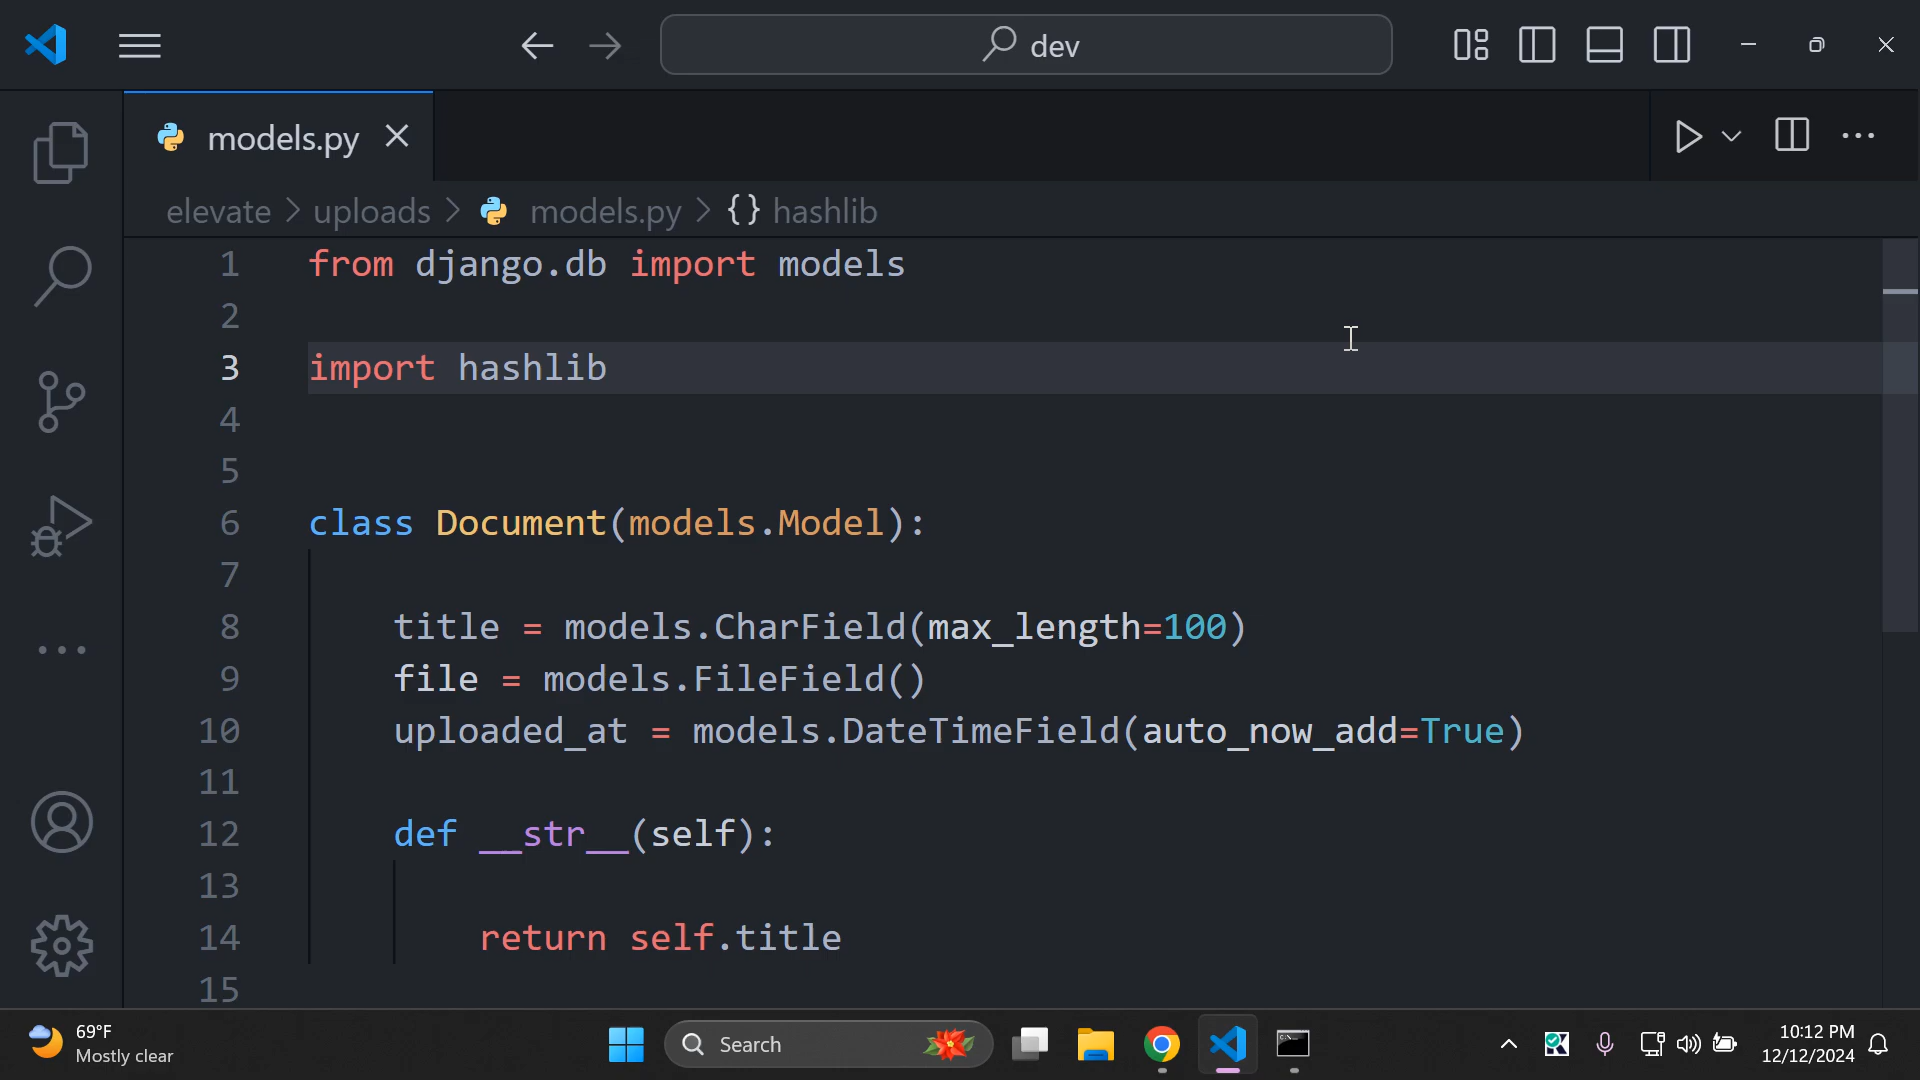 dev
models.py
elevate > uploads > models.py > {} hashlib
1 from django.db import models
2
3 import hashlib
4
5
6 class Document(models.Model):
7
8 title = models.CharField(max_length=100)
9 file = models.FileField()
10 uploaded_at = models.DateTimeField(auto_now_add=True)
11
12 def __str__(self):
13
14 return self.title
15
69°F
Mostly clear
Search
10:12 PM
12/12/2024